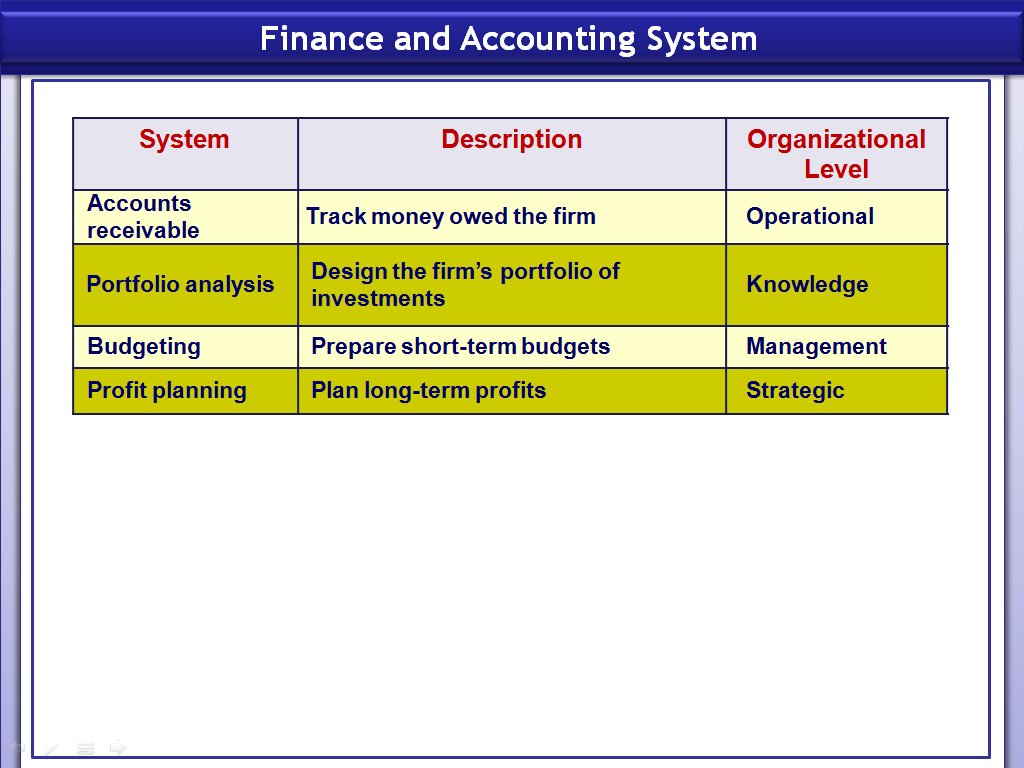 Finance and Accounting System
System
Description
Organizational
Level
Accounts
receivable
Track money owed the firm
Operational
Portfolio analysis
Design the firm’s portfolio of
investments
Knowledge
Budgeting
Prepare short-term budgets
Management
Profit planning
Plan long-term profits
Strategic